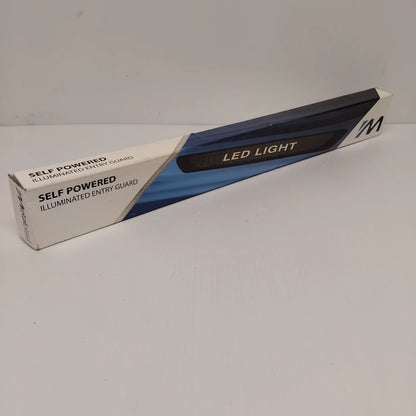 SELF POWERED
ILLUMINATED ENTRY GUARD
SELF POWERED
ILLUMINATED ENTRY GUARD
LED LIGHT
M